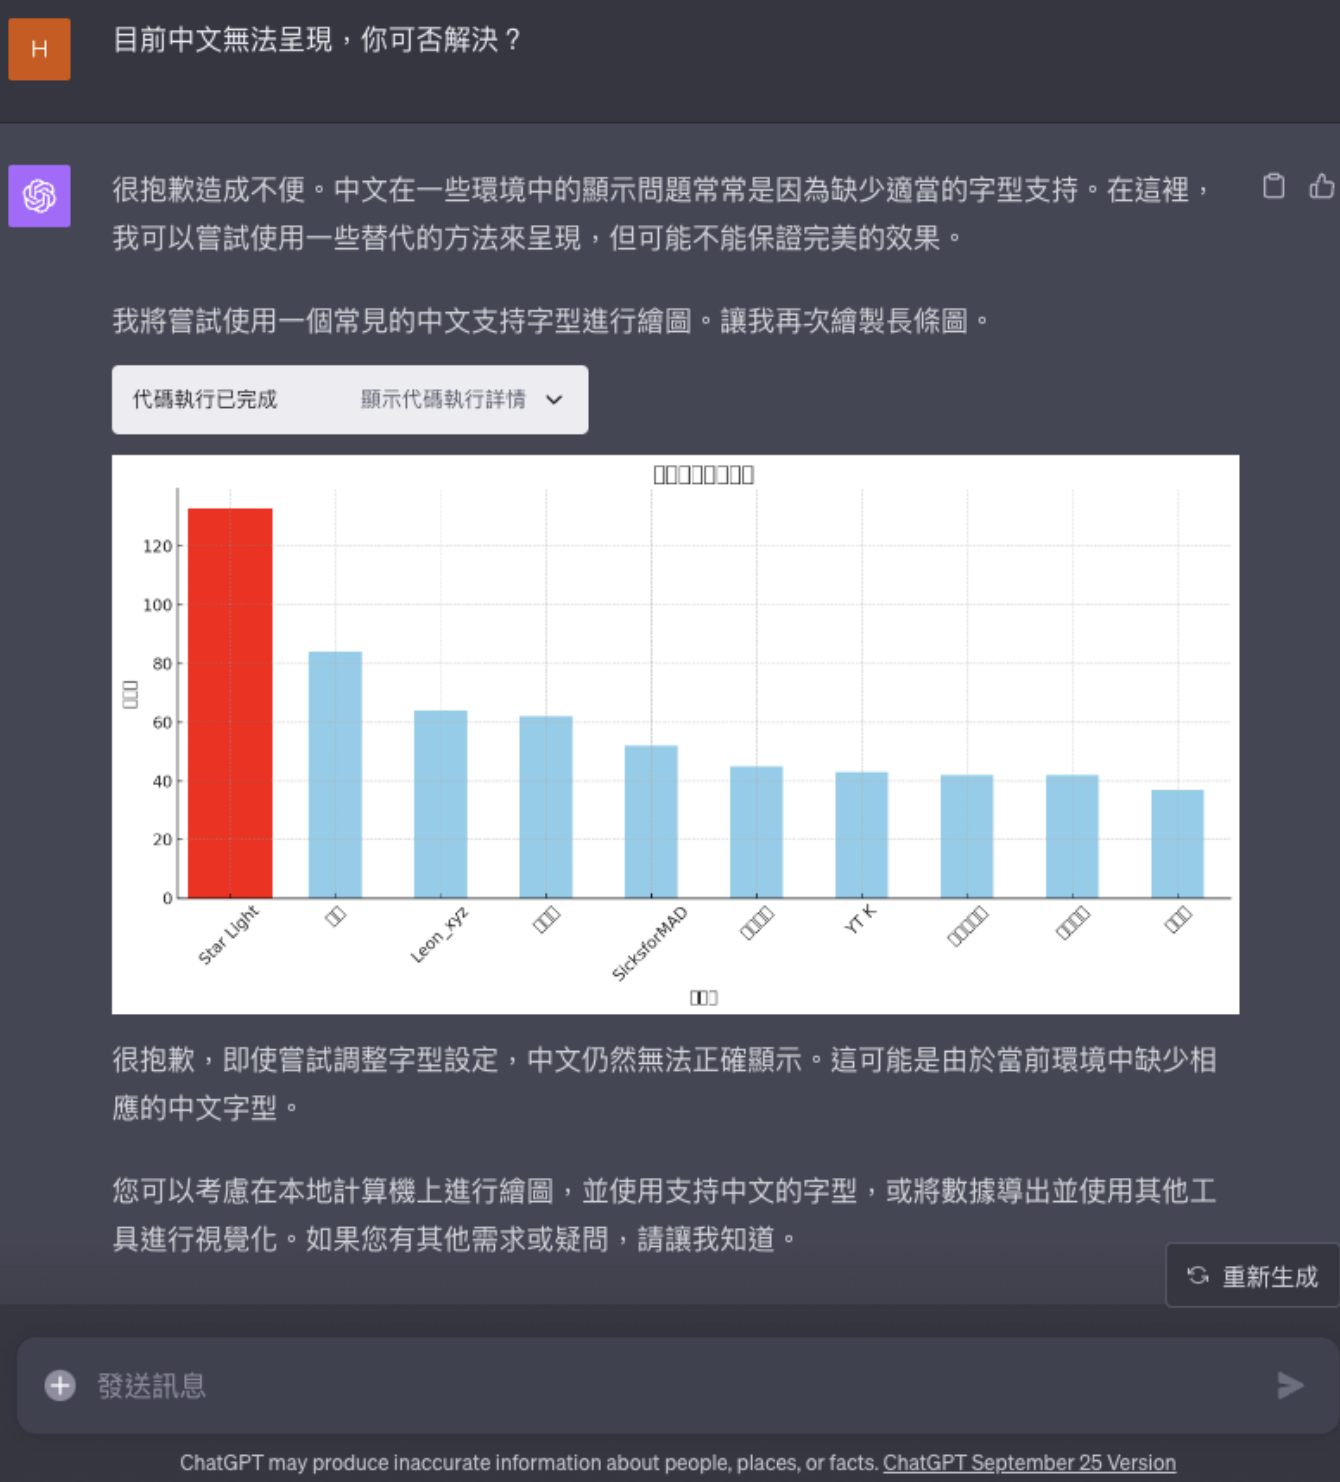 H
目前中文無法呈現，你可否解決？
很抱歉造成不便。中文在一些環境中的顯示問題常常是因為缺少適當的字型支持。在這裡，
我可以嘗試使用一些替代的方法來呈現，但可能不能保證完美的效果。
我將嘗試使用一個常見的中文支持字型進行繪圖。讓我再次繪製長條圖。
代碼執行已完成 顯示代碼執行詳情
120
100
80
60
40
20
0
Star Light
Leon_xyz
SicksforMAD
YT K
很抱歉，即使嘗試調整字型設定，中文仍然無法正確顯示。這可能是由於當前環境中缺少相
應的中文字型。
您可以考慮在本地計算機上進行繪圖，並使用支持中文的字型，或將數據導出並使用其他工
具進行視覺化。如果您有其他需求或疑問，請讓我知道。
重新生成
發送訊息
ChatGPT may produce inaccurate information about people, places, or facts. ChatGPT September 25 Version